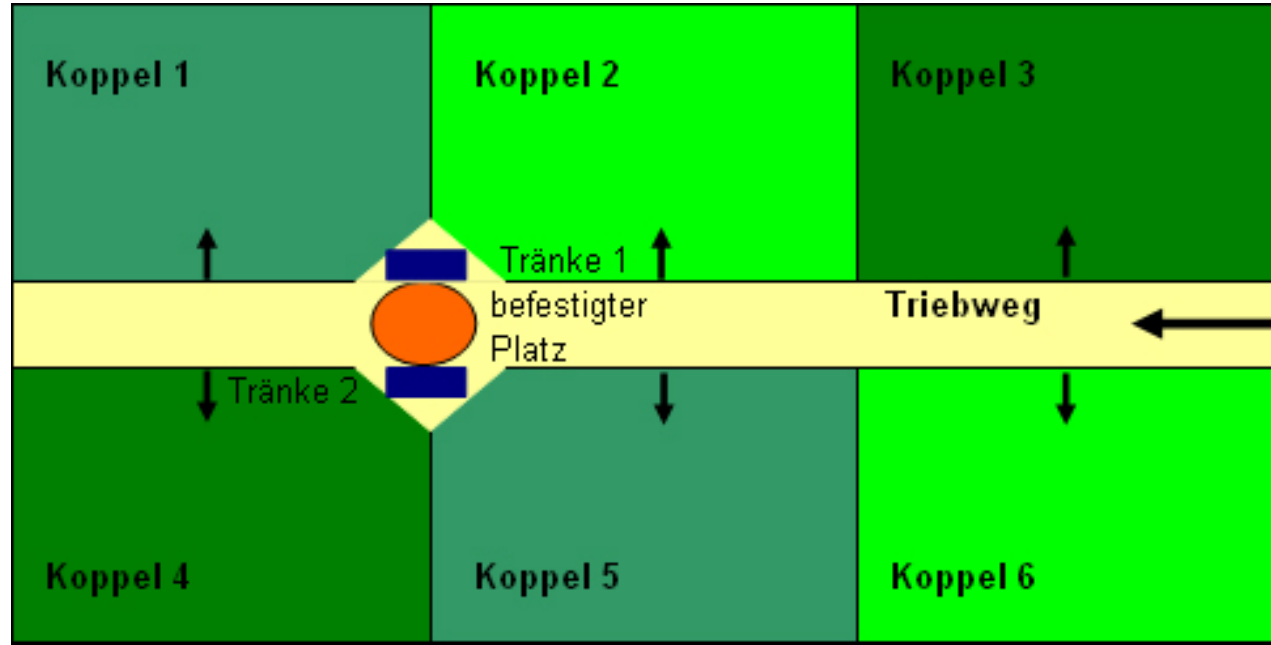 Koppel 1
Koppel 2
Koppel 3
Tränke 1
befestigter
Platz
Triebweg
Tränke 2
Koppel 4
Koppel 5
Koppel 6